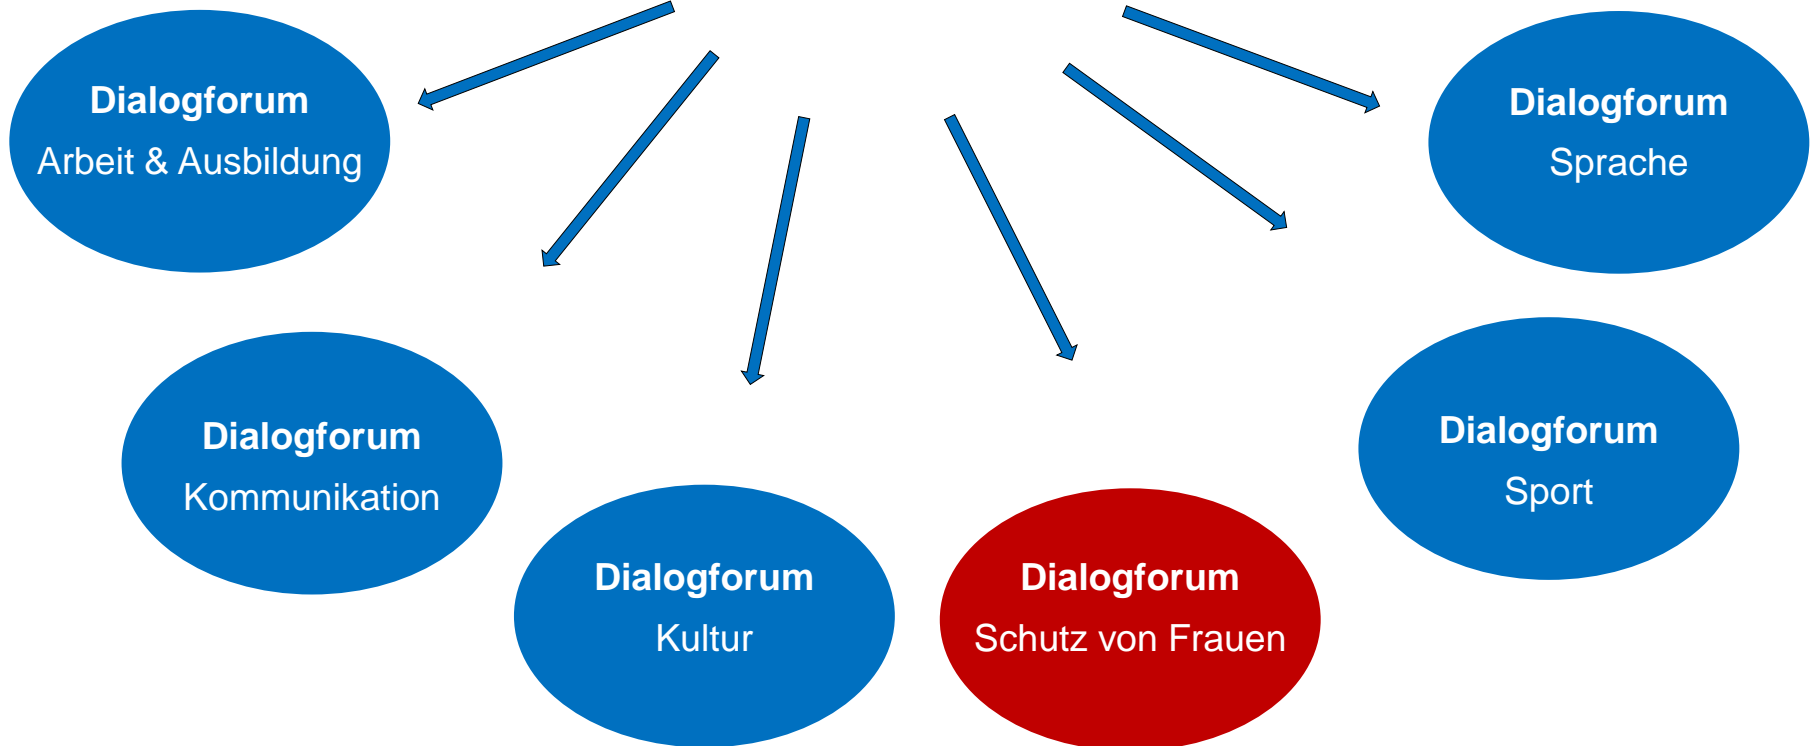 Dialogforum
Arbeit & Ausbildung
Dialogforum
Sprache
Dialogforum
Kommunikation
Dialogforum
Sport
Dialogforum
Kultur
Dialogforum
Schutz von Frauen